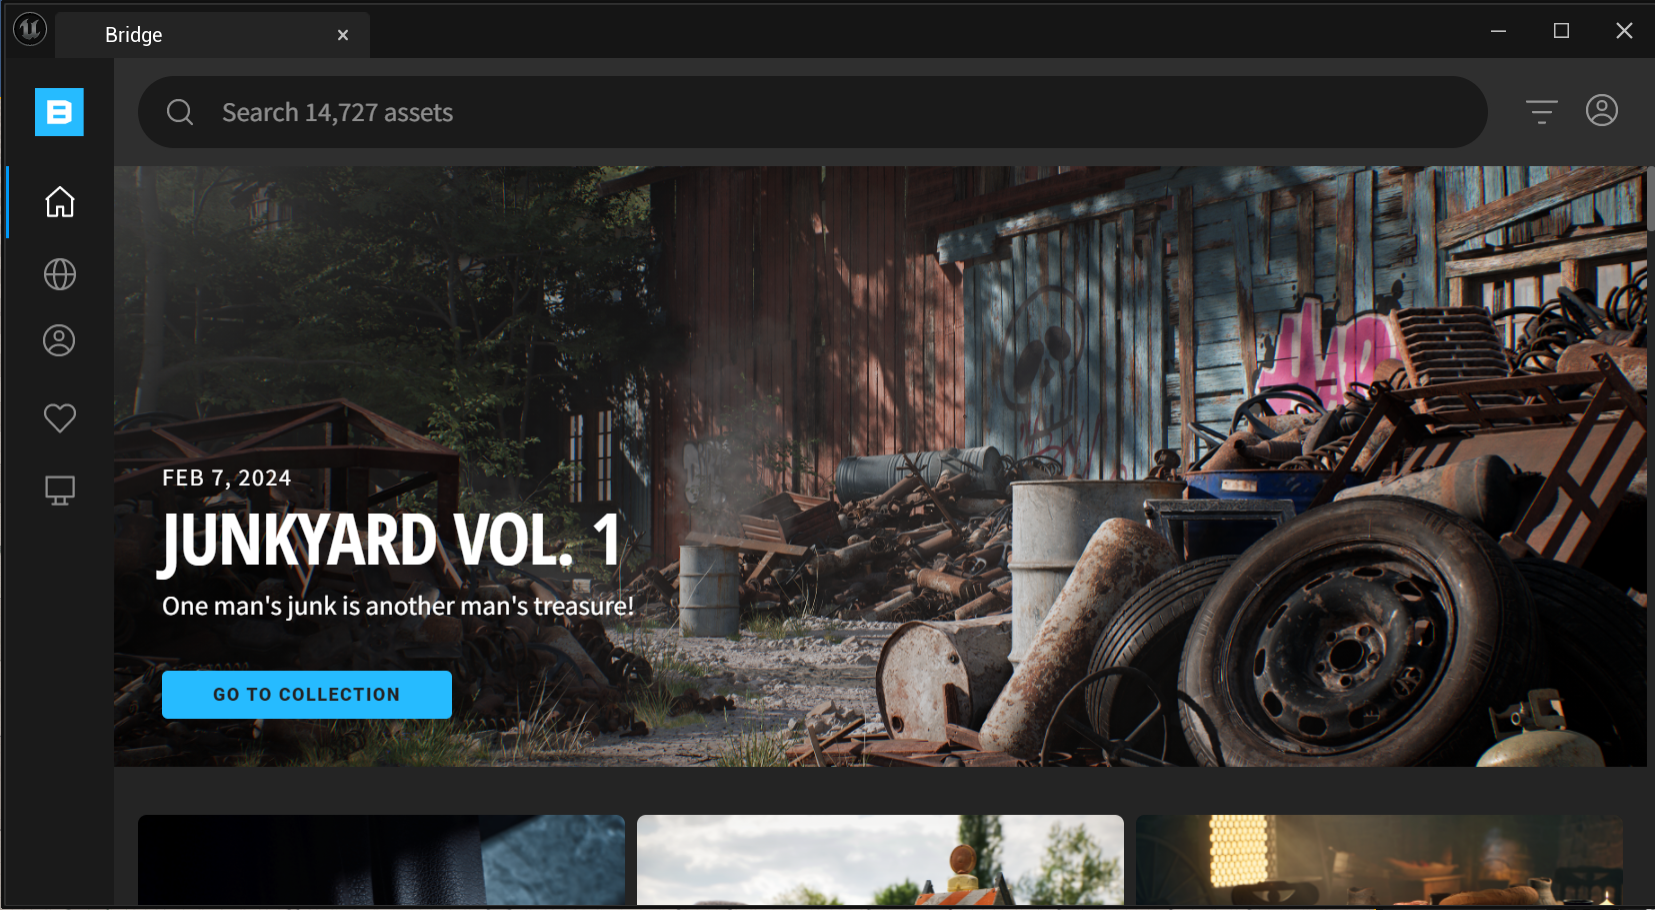 Bridge
B
Search 14,727 assets
FEB 7, 2024
JUNKYARD VOL. 1
One man's junk is another man's treasure!
GO TO COLLECTION